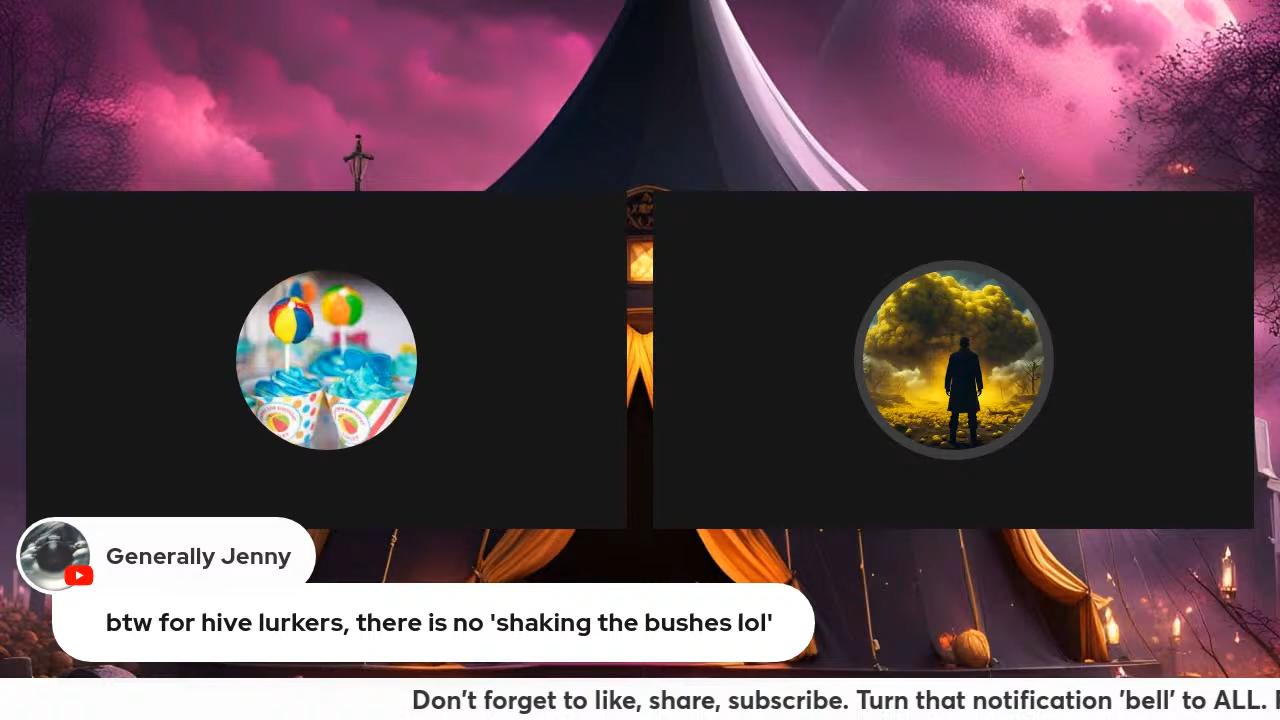 Generally Jenny
btw for hive lurkers, there is no 'shaking the bushes lol'
Don't forget to like, share, subscribe. Turn that notification 'bell' to ALL.